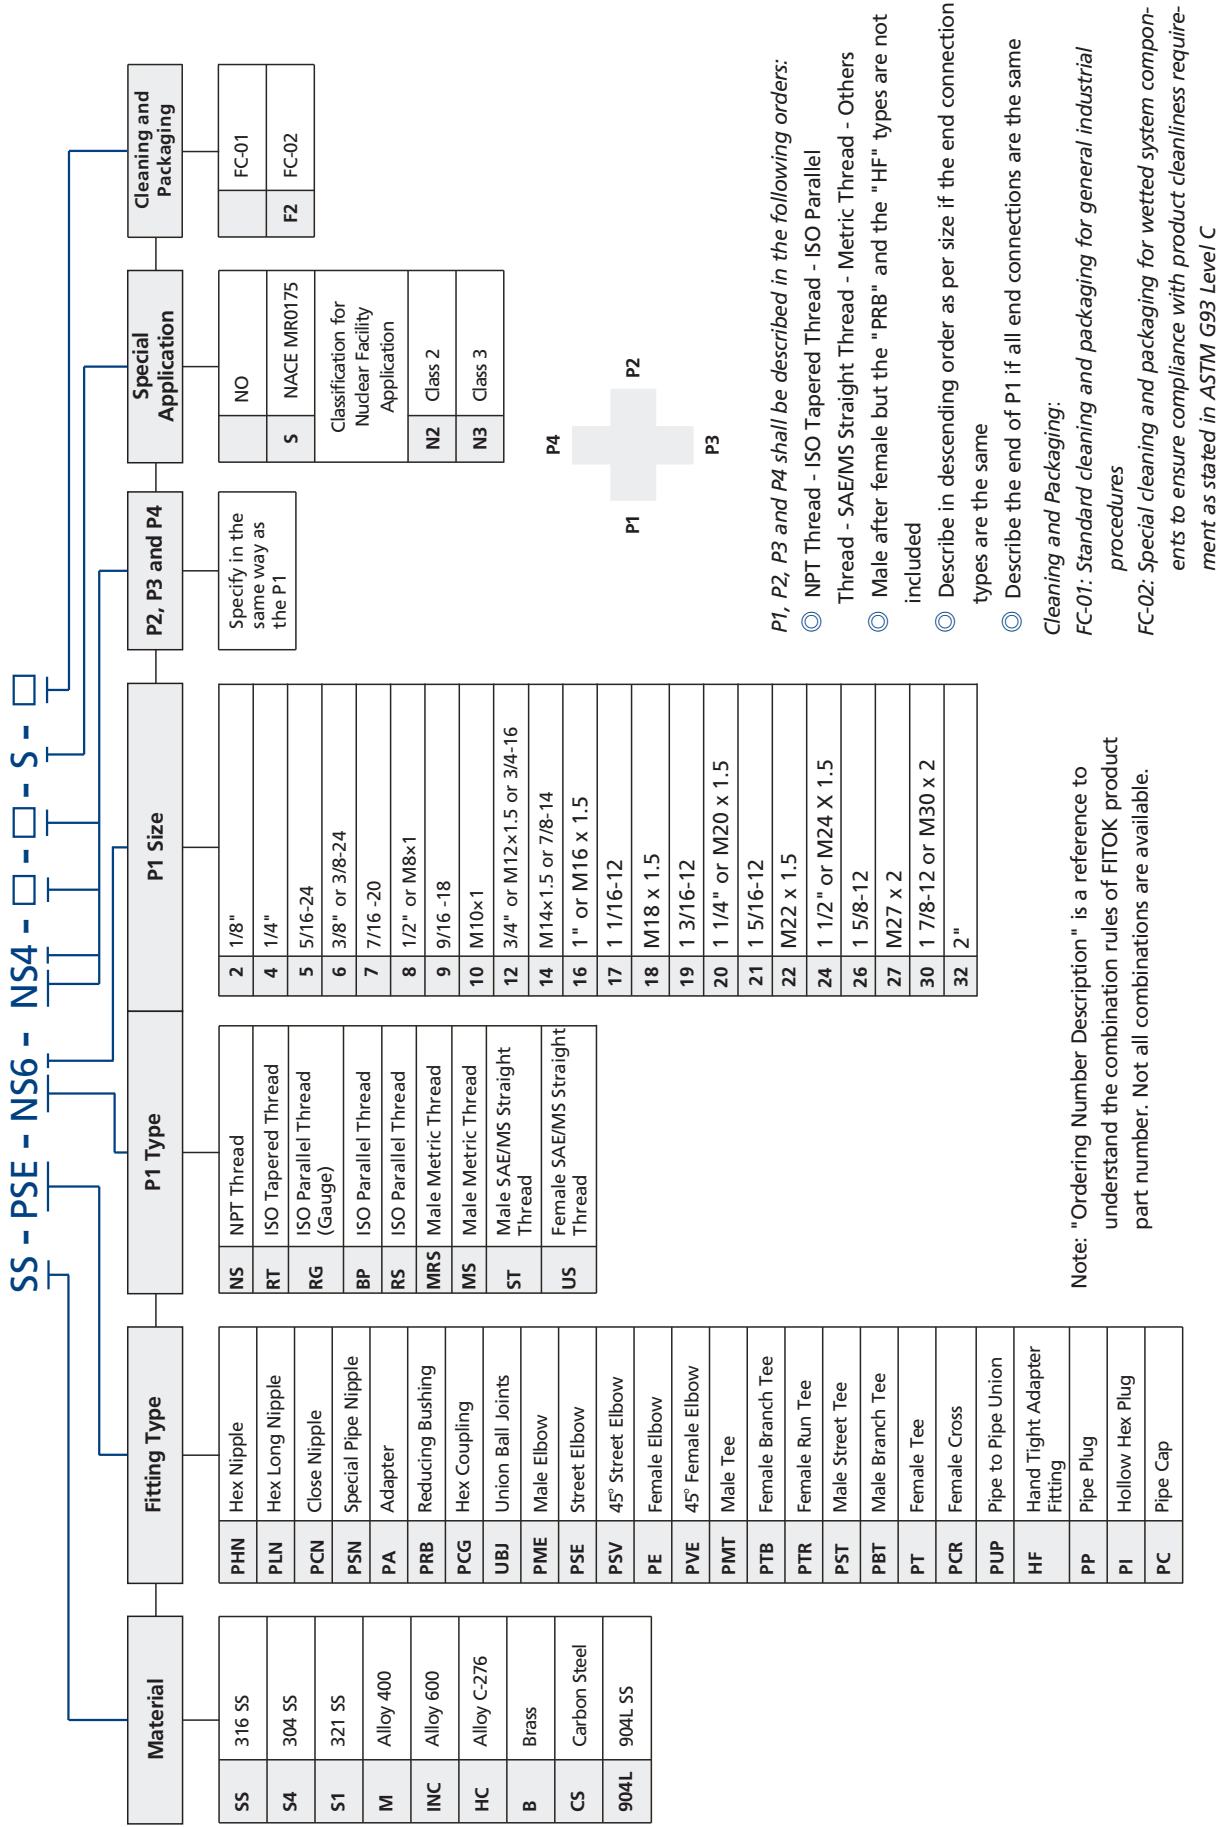 SS - PSE - NS6 - NS4 - □ - □ - S - □
Material
SS 316 SS
S4 304 SS
S1 321 SS
M Alloy 400
INC Alloy 600
HC Alloy C-276
B Brass
CS Carbon Steel
904L 904L SS
Fitting Type
PHN Hex Nipple
PLN Hex Long Nipple
PCN Close Nipple
PSN Special Pipe Nipple
PA Adapter
PRB Reducing Bushing
PCG Hex Coupling
UBJ Union Ball Joints
PME Male Elbow
PSE Street Elbow
PSV 45° Street Elbow
PE Female Elbow
PVE 45° Female Elbow
PMT Male Tee
PTB Female Branch Tee
PTR Female Run Tee
PST Male Street Tee
PBT Male Branch Tee
PT Female Tee
PCR Female Cross
PUP Pipe to Pipe Union
HF Hand Tight Adapter
Fitting
PP Pipe Plug
PI Hollow Hex Plug
PC Pipe Cap
P1 Type
NS NPT Thread
RT ISO Tapered Thread
RG ISO Parallel Thread
(Gauge)
BP ISO Parallel Thread
RS ISO Parallel Thread
MRS Male Metric Thread
MS Male Metric Thread
ST Male SAE/MS Straight
Thread
US Female SAE/MS Straight
Thread
P1 Size
2 1/8"
4 1/4"
5 5/16-24
6 3/8" or 3/8-24
7 7/16 -20
8 1/2" or M8×1
9 9/16 -18
10 M10×1
12 3/4" or M12×1.5 or 3/4-16
14 M14×1.5 or 7/8-14
16 1" or M16 x 1.5
17 1 1/16-12
18 M18 x 1.5
19 1 3/16-12
20 1 1/4" or M20 x 1.5
21 1 5/16-12
22 M22 x 1.5
24 1 1/2" or M24 X 1.5
26 1 5/8-12
27 M27 x 2
30 1 7/8-12 or M30 x 2
32 2"
P2, P3 and P4
Specify in the
same way as
the P1
Special
Application
NO
S NACE MR0175
Classification for
Nuclear Facility
Application
N2 Class 2
N3 Class 3
Cleaning and
Packaging
FC-01
F2 FC-02
P4
P1 P2
P3
P1, P2, P3 and P4 shall be described in the following orders:
◎ NPT Thread - ISO Tapered Thread - ISO Parallel
Thread - SAE/MS Straight Thread - Metric Thread - Others
◎ Male after female but the "PRB" and the "HF" types are not
included
◎ Describe in descending order as per size if the end connection
types are the same
◎ Describe the end of P1 if all end connections are the same
Cleaning and Packaging:
FC-01: Standard cleaning and packaging for general industrial
procedures
FC-02: Special cleaning and packaging for wetted system compon-
ents to ensure compliance with product cleanliness require-
ment as stated in ASTM G93 Level C
Note: "Ordering Number Description" is a reference to
understand the combination rules of FITOK product
part number. Not all combinations are available.